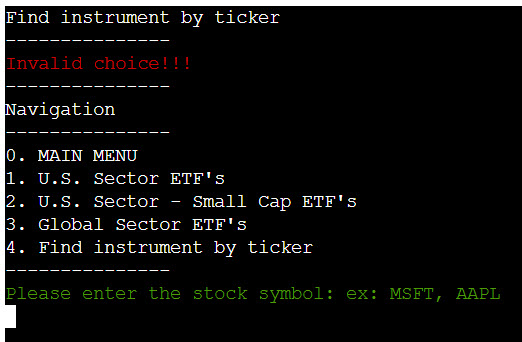 Find instrument by ticker
---------------
Invalid choice!!!
---------------
Navigation
---------------
0. MAIN MENU
1. U.S. Sector ETF's
2. U.S. Sector - Small Cap ETF's
3. Global Sector ETF's
4. Find instrument by ticker
---------------
Please enter the stock symbol: ex: MSFT, AAPL